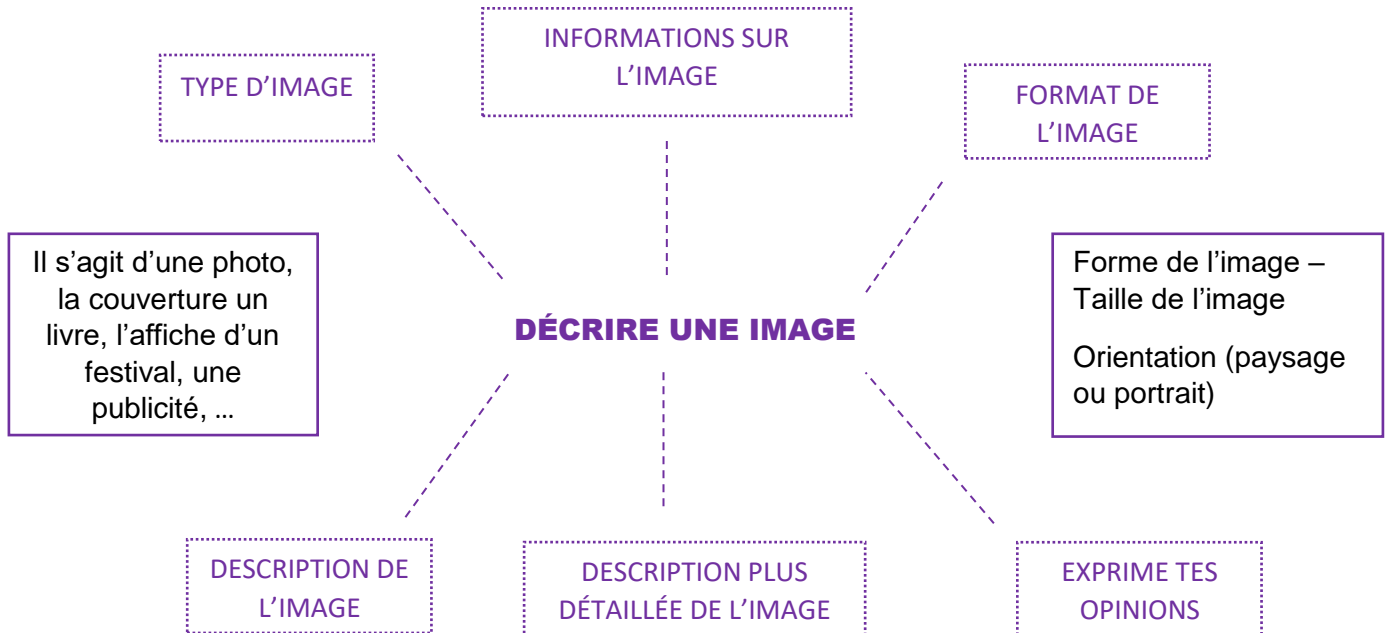 INFORMATIONS SUR
L’IMAGE
TYPE D’IMAGE
FORMAT DE
L’IMAGE
Il s’agit d’une photo,
la couverture un
livre, l’affiche d’un
festival, une
publicité, …
Forme de l’image –
Taille de l’image
Orientation (paysage
ou portrait)
DÉCRIRE UNE IMAGE
DESCRIPTION DE
L’IMAGE
DESCRIPTION PLUS
DÉTAILLÉE DE L’IMAGE
EXPRIME TES
OPINIONS